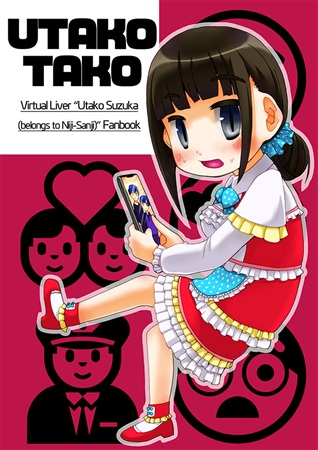 UTAKO
TAKO
Virtual Liver "Utako Suzuka
(belongs to Niji-Sanji)" Fanbook